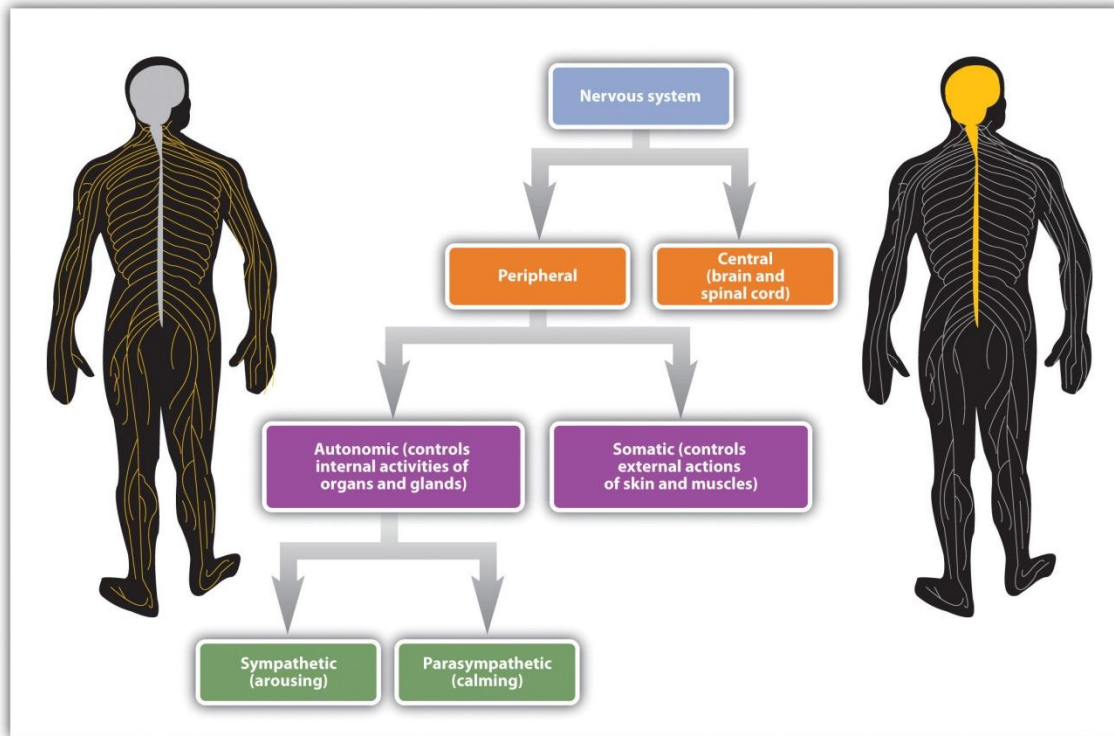 Nervous system
Peripheral
Central
(brain and
spinal cord)
Autonomic (controls
internal activities of
organs and glands)
Somatic (controls
external actions
of skin and muscles)
Sympathetic
(arousing)
Parasympathetic
(calming)